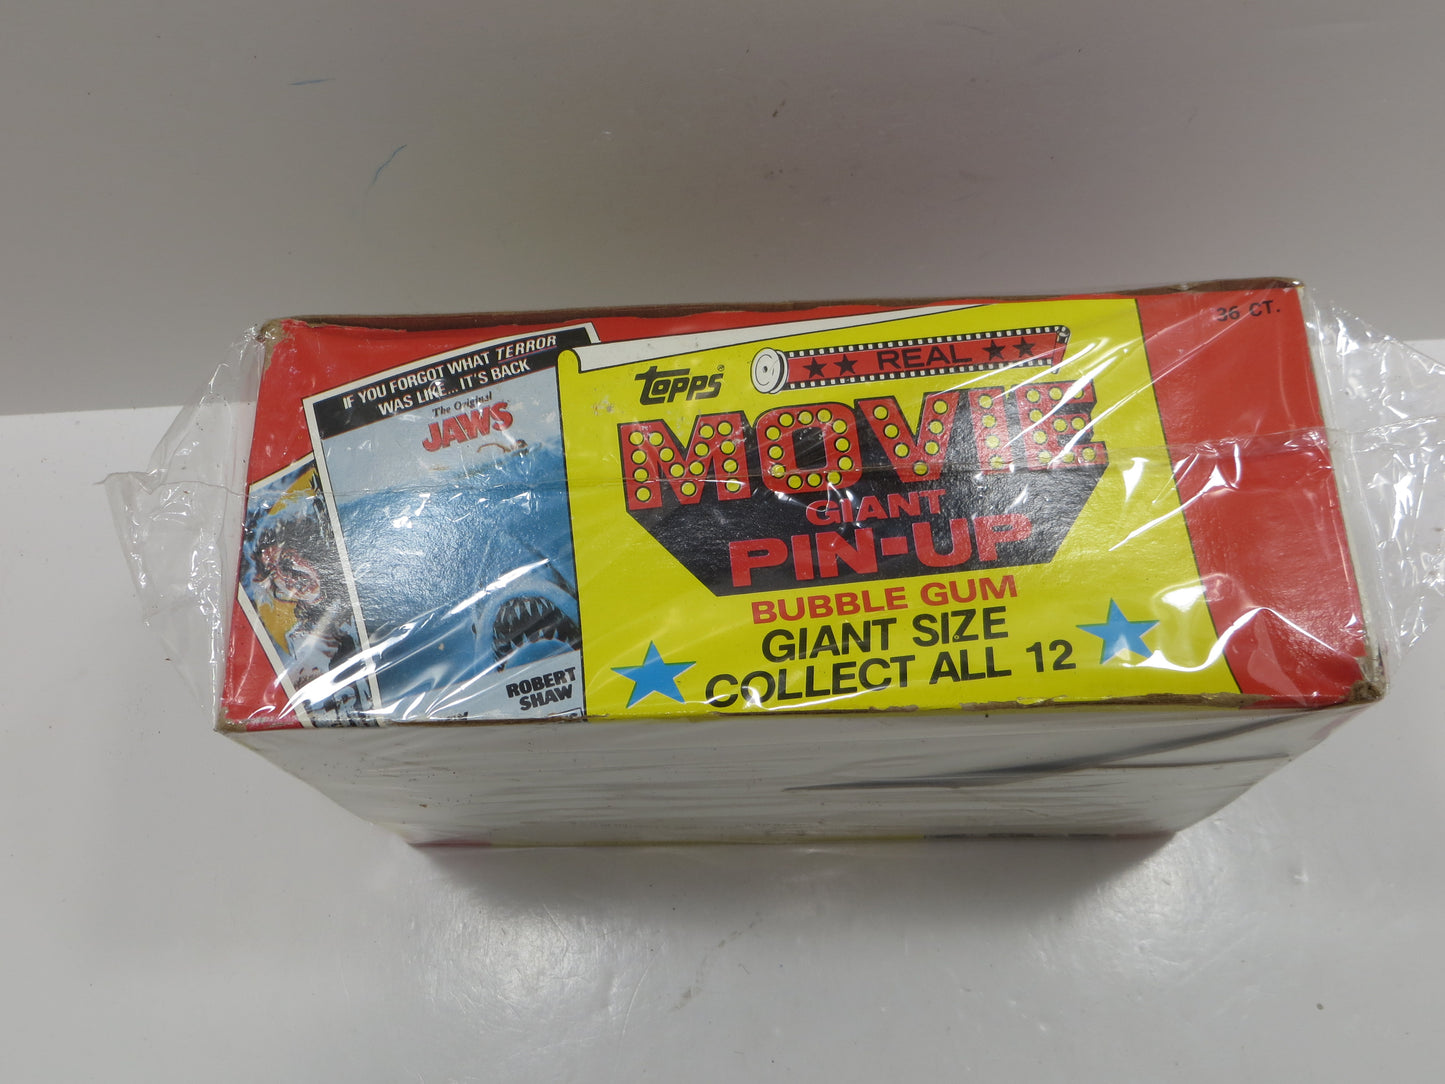 36 CT.
IF YOU FORGOT WHAT TERROR
WAS LIKE...IT'S BACK
The Original
JAWS
ROBERT
SHAW
Topps
★★ REAL ★★
MOVIE
GIANT
PIN-UP
BUBBLE GUM
GIANT SIZE
COLLECT ALL 12